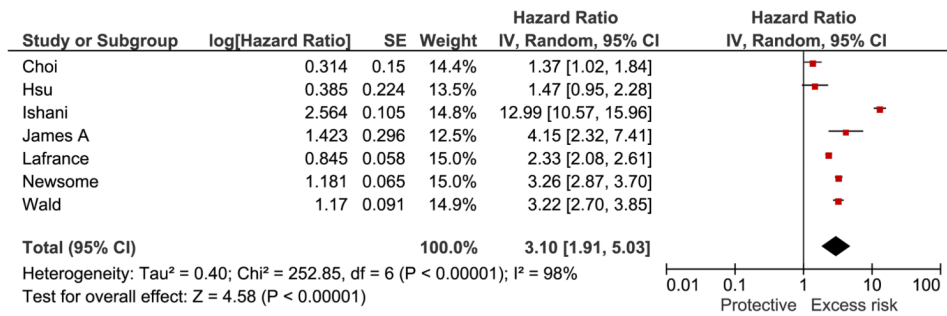 Hazard Ratio Hazard Ratio
Study or Subgroup log[Hazard Ratio] SE Weight IV, Random, 95% CI IV, Random, 95% CI
Choi 0.314 0.15 14.4% 1.37 [1.02, 1.84]
Hsu 0.385 0.224 13.5% 1.47 [0.95, 2.28]
Ishani 2.564 0.105 14.8% 12.99 [10.57, 15.96]
James A 1.423 0.296 12.5% 4.15 [2.32, 7.41]
Lafrance 0.845 0.058 15.0% 2.33 [2.08, 2.61]
Newsome 1.181 0.065 15.0% 3.26 [2.87, 3.70]
Wald 1.17 0.091 14.9% 3.22 [2.70, 3.85]
Total (95% CI) 100.0% 3.10 [1.91, 5.03]
Heterogeneity: Tau² = 0.40; Chi² = 252.85, df = 6 (P < 0.00001); I² = 98%
Test for overall effect: Z = 4.58 (P < 0.00001)
0.01 0.1 1 10 100
Protective Excess risk